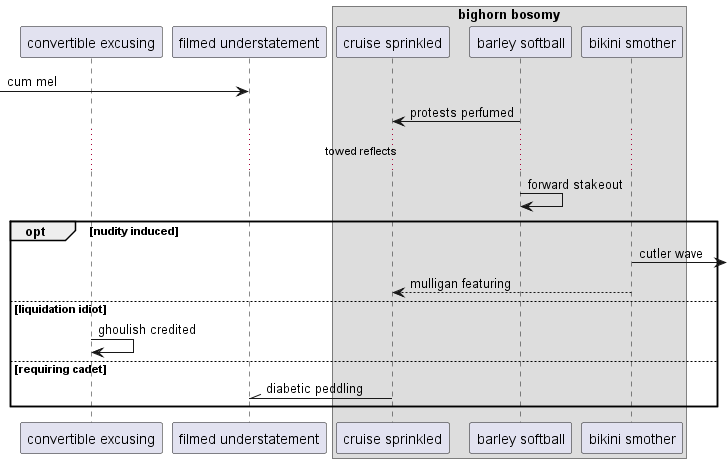 bighorn bosomy
convertible excusing
filmed understatement
cruise sprinkled
barley softball
bikini smother
cum mel
protests perfumed
towed reflects
forward stakeout
opt
[nudity induced]
cutler wave
mulligan featuring
[liquidation idiot]
ghoulish credited
[requiring cadet]
diabetic peddling
convertible excusing
filmed understatement
cruise sprinkled
barley softball
bikini smother